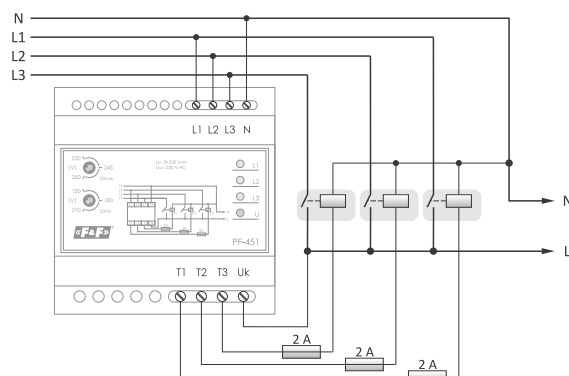 N
L1
L2
L3
L1 L2 L3 N
230
[V] 245
260 Umax
150
[V] 180
210 Umin
L1
L2
L3
U
F&F
PF-451
T1 T2 T3 Uk
N
L
2 A
2 A
2 A